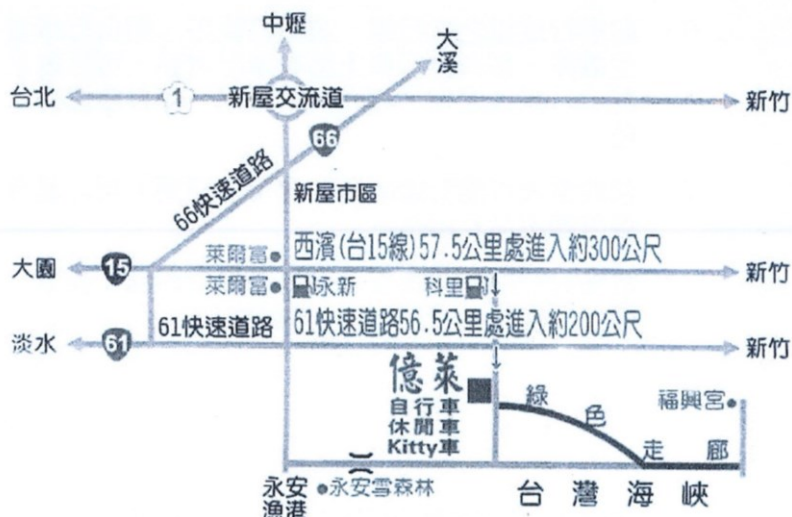 中壢
大溪
台北
1
新屋交流道
新竹
66
66快速道路
新屋市區
萊爾富
西濱(台15線)57.5公里處進入約300公尺
大園
15
新竹
萊爾富
永新
科里
61快速道路
61快速道路56.5公里處進入約200公尺
淡水
61
新竹
億萊
自行車
休閒車
Kitty車
綠色走廊
福興宮
永安漁港
永安雪森林
台灣海峽